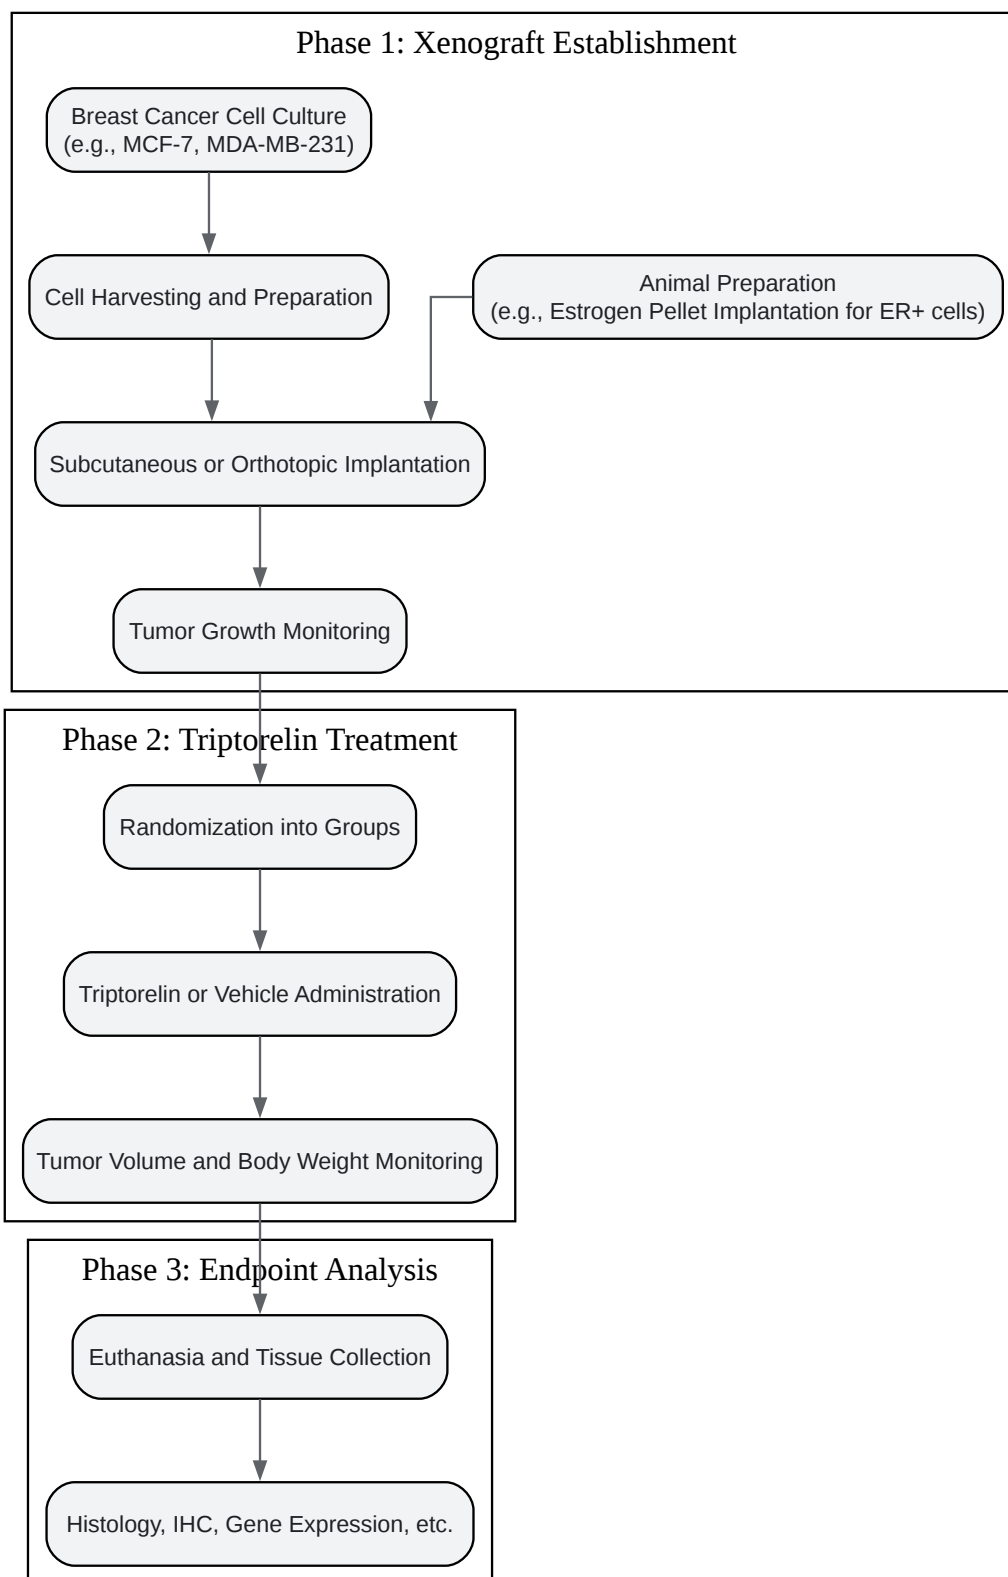 Phase 1: Xenograft Establishment
Breast Cancer Cell Culture
(e.g., MCF-7, MDA-MB-231)
Cell Harvesting and Preparation
Animal Preparation
(e.g., Estrogen Pellet Implantation for ER+ cells)
Subcutaneous or Orthotopic Implantation
Tumor Growth Monitoring
Phase 2: Triptorelin Treatment
Randomization into Groups
Triptorelin or Vehicle Administration
Tumor Volume and Body Weight Monitoring
Phase 3: Endpoint Analysis
Euthanasia and Tissue Collection
Histology, IHC, Gene Expression, etc.